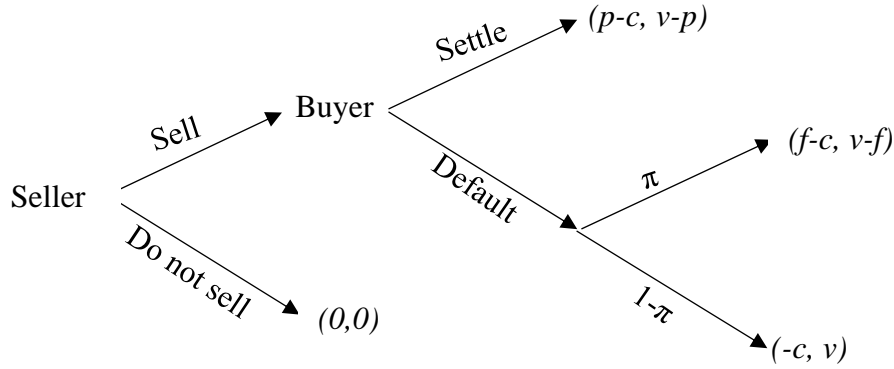 (p-c, v-p)
Settle
Buyer
Sell
(f-c, v-f)
π
Default
Seller
Do not sell
1-π
(0,0)
(-c, v)